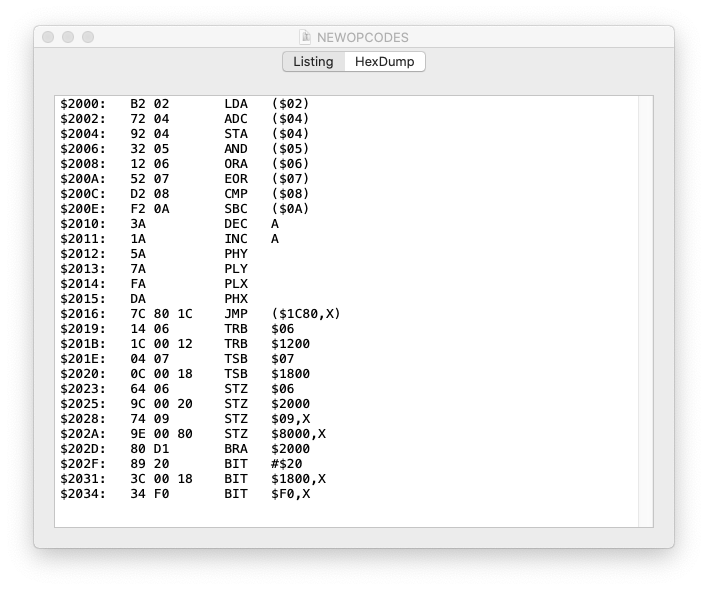 NEWOPCODES
Listing HexDump
$2000: B2 02 LDA ($02)
$2002: 72 04 ADC ($04)
$2004: 92 04 STA ($04)
$2006: 32 05 AND ($05)
$2008: 12 06 ORA ($06)
$200A: 52 07 EOR ($07)
$200C: D2 08 CMP ($08)
$200E: F2 0A SBC ($0A)
$2010: 3A DEC A
$2011: 1A INC A
$2012: 5A PHY
$2013: 7A PLY
$2014: FA PLX
$2015: DA PHX
$2016: 7C 80 1C JMP ($1C80,X)
$2019: 14 06 TRB $06
$201B: 1C 00 12 TRB $1200
$201E: 04 07 TSB $07
$2020: 0C 00 18 TSB $1800
$2023: 64 06 STZ $06
$2025: 9C 00 20 STZ $2000
$2028: 74 09 STZ $09,X
$202A: 9E 00 80 STZ $8000,X
$202D: 80 D1 BRA $2000
$202F: 89 20 BIT #$20
$2031: 3C 00 18 BIT $1800,X
$2034: 34 F0 BIT $F0,X